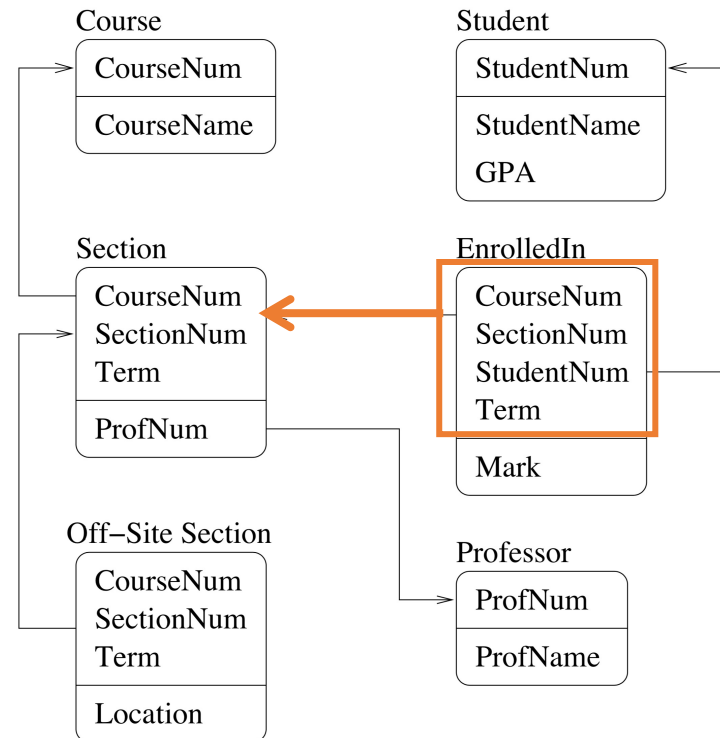 Course
CourseNum
CourseName
Student
StudentNum
StudentName
GPA
Section
CourseNum
SectionNum
Term
ProfNum
EnrolledIn
CourseNum
SectionNum
StudentNum
Term
Mark
Off−Site Section
CourseNum
SectionNum
Term
Location
Professor
ProfNum
ProfName